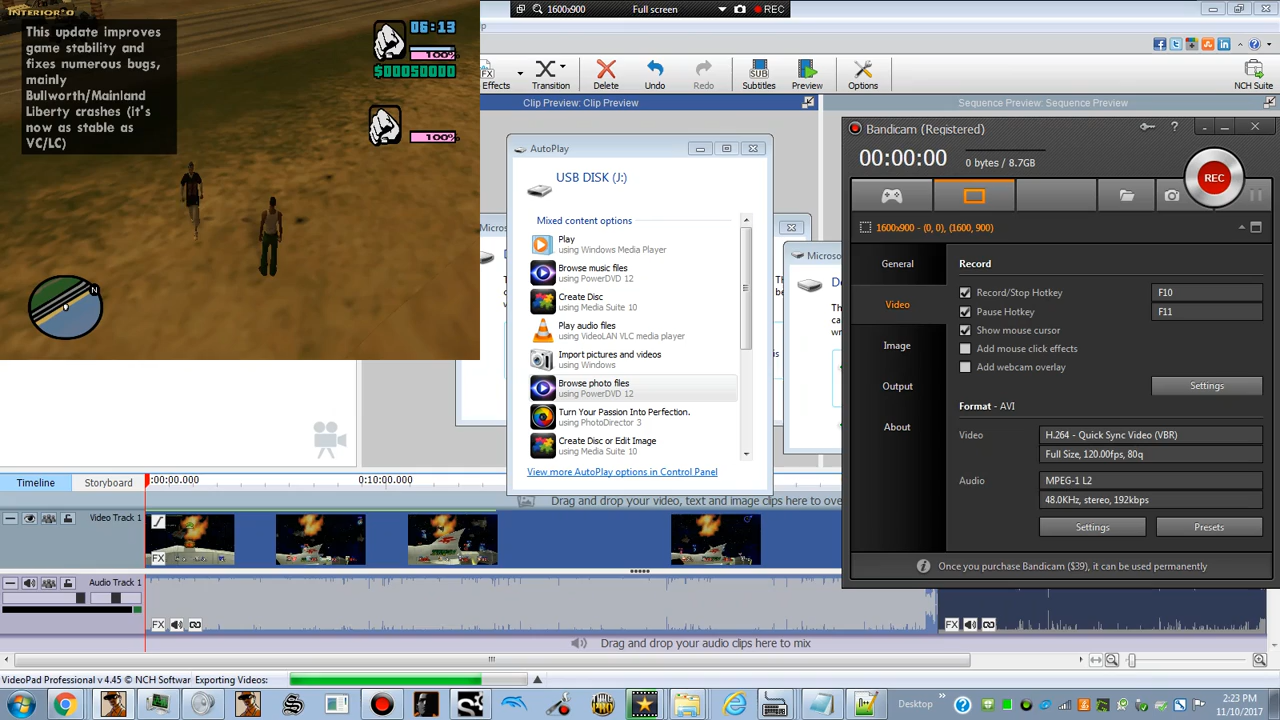 INTERIOR:0
This update improves
game stability and
fixes numerous bugs,
mainly
Bullworth/Mainland
Liberty crashes (it's
now as stable as
VC/LC)
06:13
100%
$00050000
100%
N
1600x900
Full screen
REC
Effects
Transition
Delete
Undo
Redo
SUB
Subtitles
Preview
Options
NCH Suite
Clip Preview: Clip Preview
Sequence Preview: Sequence Preview
AutoPlay
USB DISK (J:)
Mixed content options
Play
using Windows Media Player
Browse music files
using PowerDVD 12
Create Disc
using Media Suite 10
Play audio files
using VideoLAN VLC media player
Import pictures and videos
using Windows
Browse photo files
using PowerDVD 12
Turn Your Passion Into Perfection.
using PhotoDirector 3
Create Disc or Edit Image
using Media Suite 10
View more AutoPlay options in Control Panel
Bandicam (Registered)
00:00:00
0 bytes / 8.7GB
REC
1600x900 - (0, 0), (1600, 900)
General
Video
Image
Output
About
Record
Record/Stop Hotkey
F10
Pause Hotkey
F11
Show mouse cursor
Add mouse click effects
Add webcam overlay
Settings
Format - AVI
Video
H.264 - Quick Sync Video (VBR)
Full Size, 120.00fps, 80q
Audio
MPEG-1 L2
48.0KHz, stereo, 192kbps
Settings
Presets
Once you purchase Bandicam ($39), it can be used permanently
Timeline
Storyboard
:00:00.000
0:10:00.000
Drag and drop your video, text and image clips here to ove
Video Track 1
FX
Audio Track 1
FX
FX
FX
Drag and drop your audio clips here to mix
VideoPad Professional v 4.45 © NCH Softwar
Exporting Videos:
Desktop
2:23 PM
11/10/2017